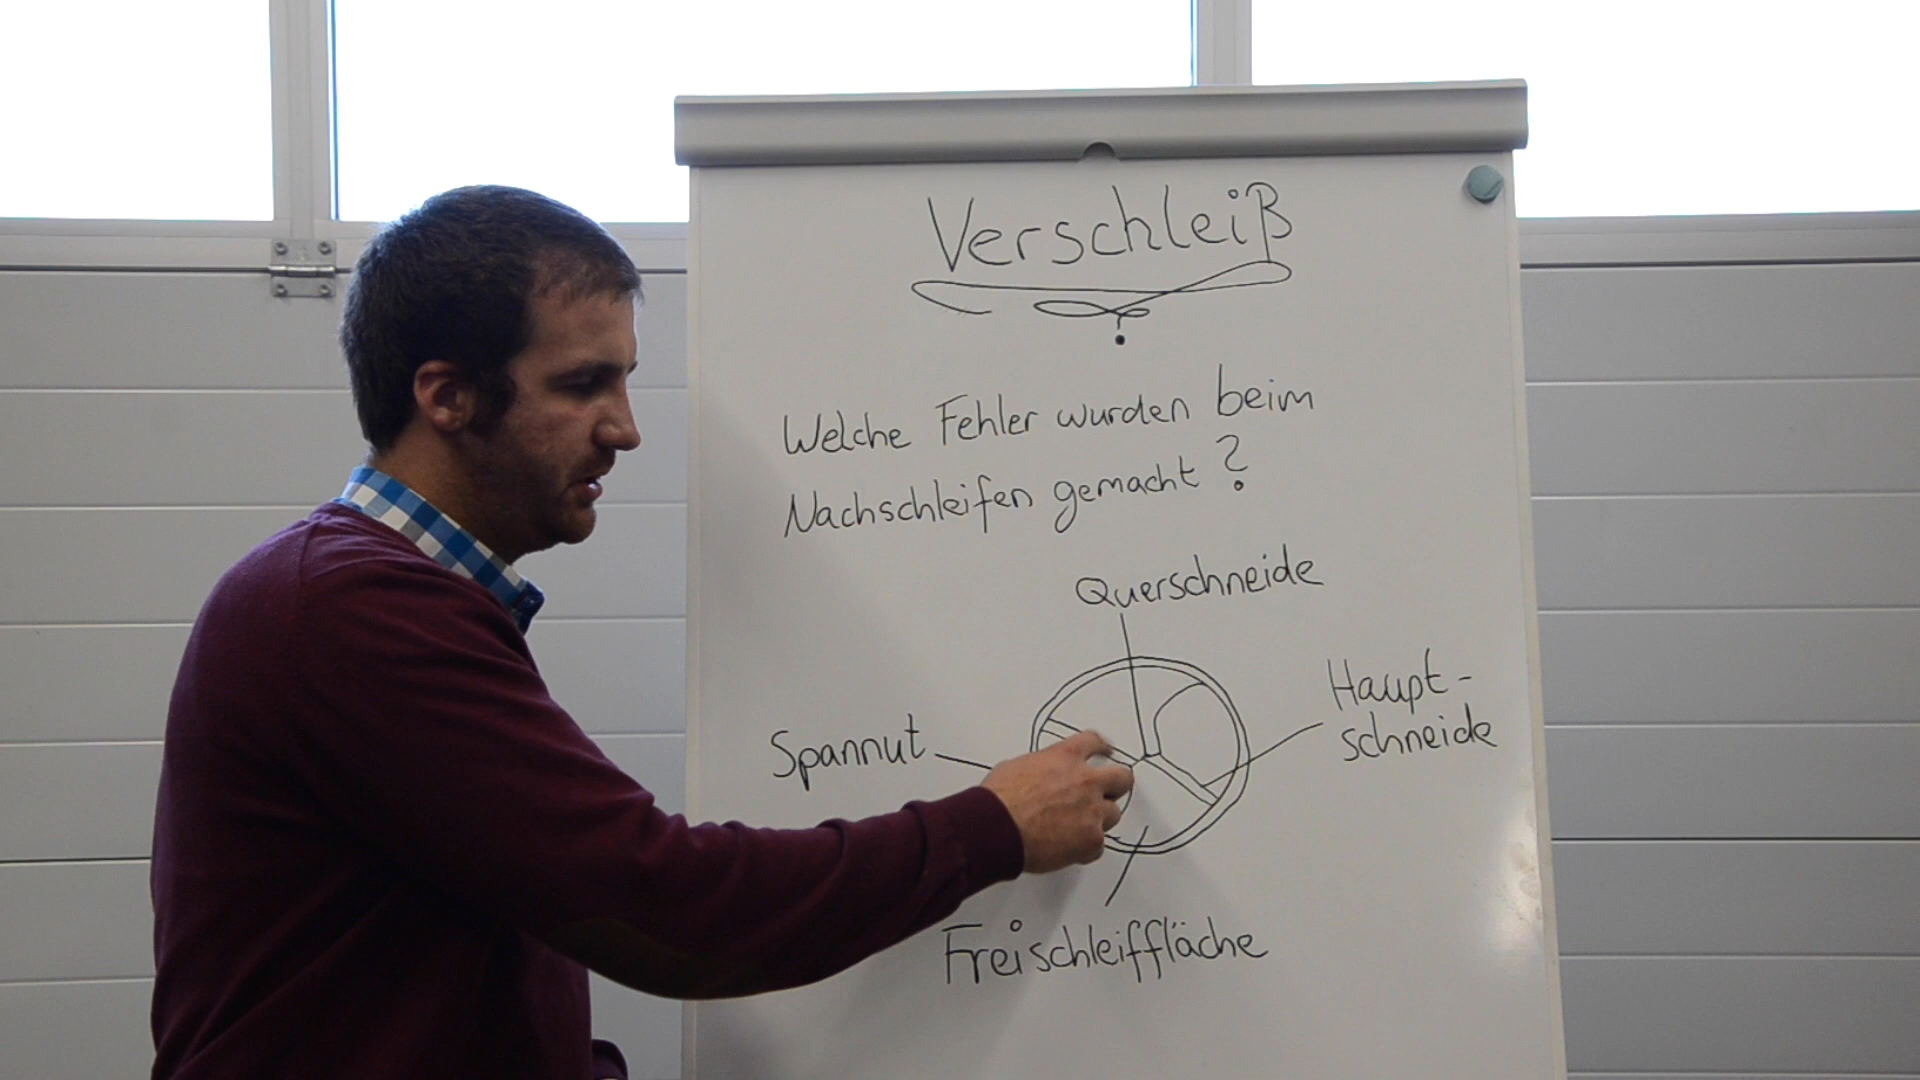 Verschleiß
Welche Fehler wurden beim
Nachschleifen gemacht?
Querschneide
Haupt-
schneide
Spannut
Freischleiffläche